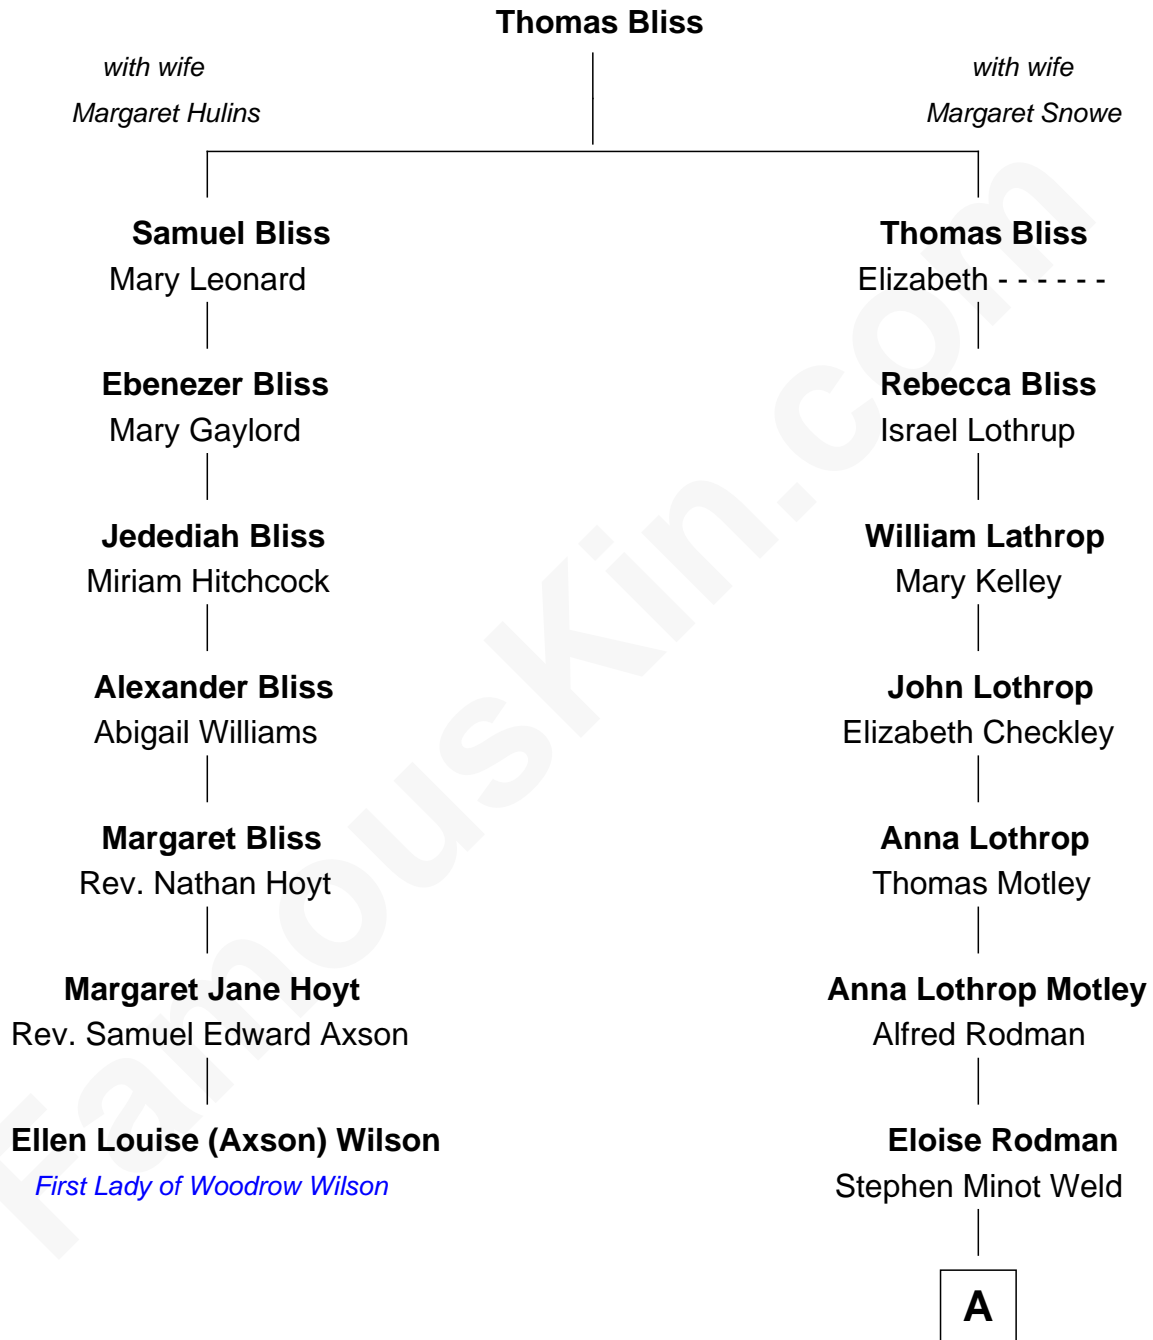 Thomas Bliss
with wife
Margaret Hulins
with wife
Margaret Snowe
Samuel Bliss
Mary Leonard
Thomas Bliss
Elizabeth - - - - - -
Ebenezer Bliss
Mary Gaylord
Rebecca Bliss
Israel Lothrup
Jedediah Bliss
Miriam Hitchcock
William Lathrop
Mary Kelley
Alexander Bliss
Abigail Williams
John Lothrop
Elizabeth Checkley
Margaret Bliss
Rev. Nathan Hoyt
Anna Lothrop
Thomas Motley
Margaret Jane Hoyt
Rev. Samuel Edward Axson
Anna Lothrop Motley
Alfred Rodman
Ellen Louise (Axson) Wilson
First Lady of Woodrow Wilson
Eloise Rodman
Stephen Minot Weld
A
FamousKin.com